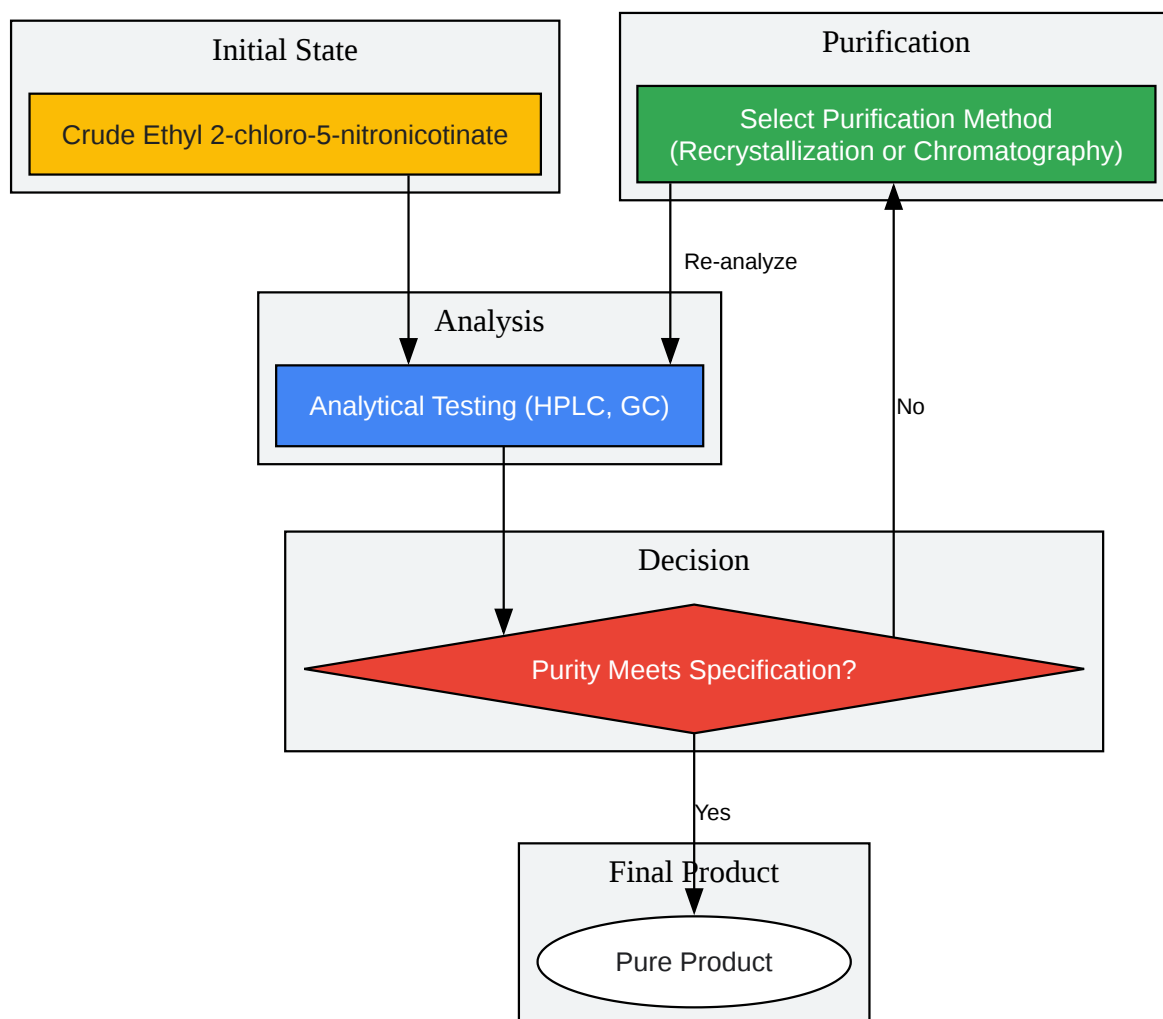 Initial State
Crude Ethyl 2-chloro-5-nitronicotinate
Purification
Select Purification Method
(Recrystallization or Chromatography)
Re-analyze
Analysis
Analytical Testing (HPLC, GC)
No
Decision
Purity Meets Specification?
Yes
Final Product
Pure Product